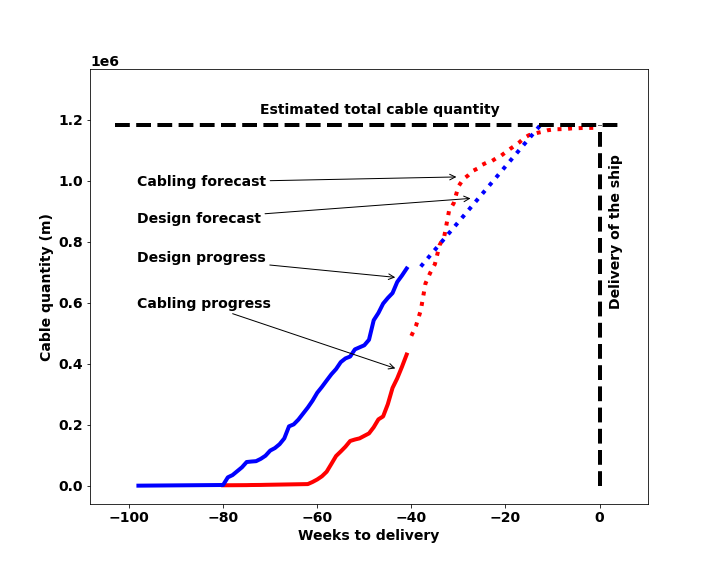 1e6
Estimated total cable quantity
1.2
Cabling forecast
1.0
Design forecast
0.8
Design progress
0.6
Cabling progress
0.4
0.2
0.0
Cable quantity (m)
Delivery of the ship
−100
−80
−60
−40
−20
0
Weeks to delivery